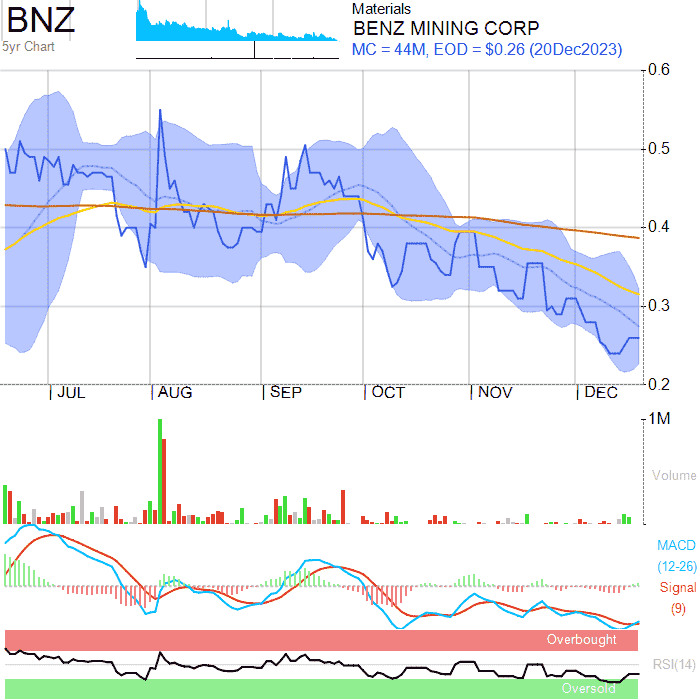 BNZ
5yr Chart
Materials
BENZ MINING CORP
MC = 44M, EOD = $0.26 (20Dec2023)
0.6
0.5
0.4
0.3
0.2
JUL AUG SEP OCT NOV DEC
1M
Volume
MACD
(12-26)
Signal
(9)
Overbought
RSI(14)
Oversold